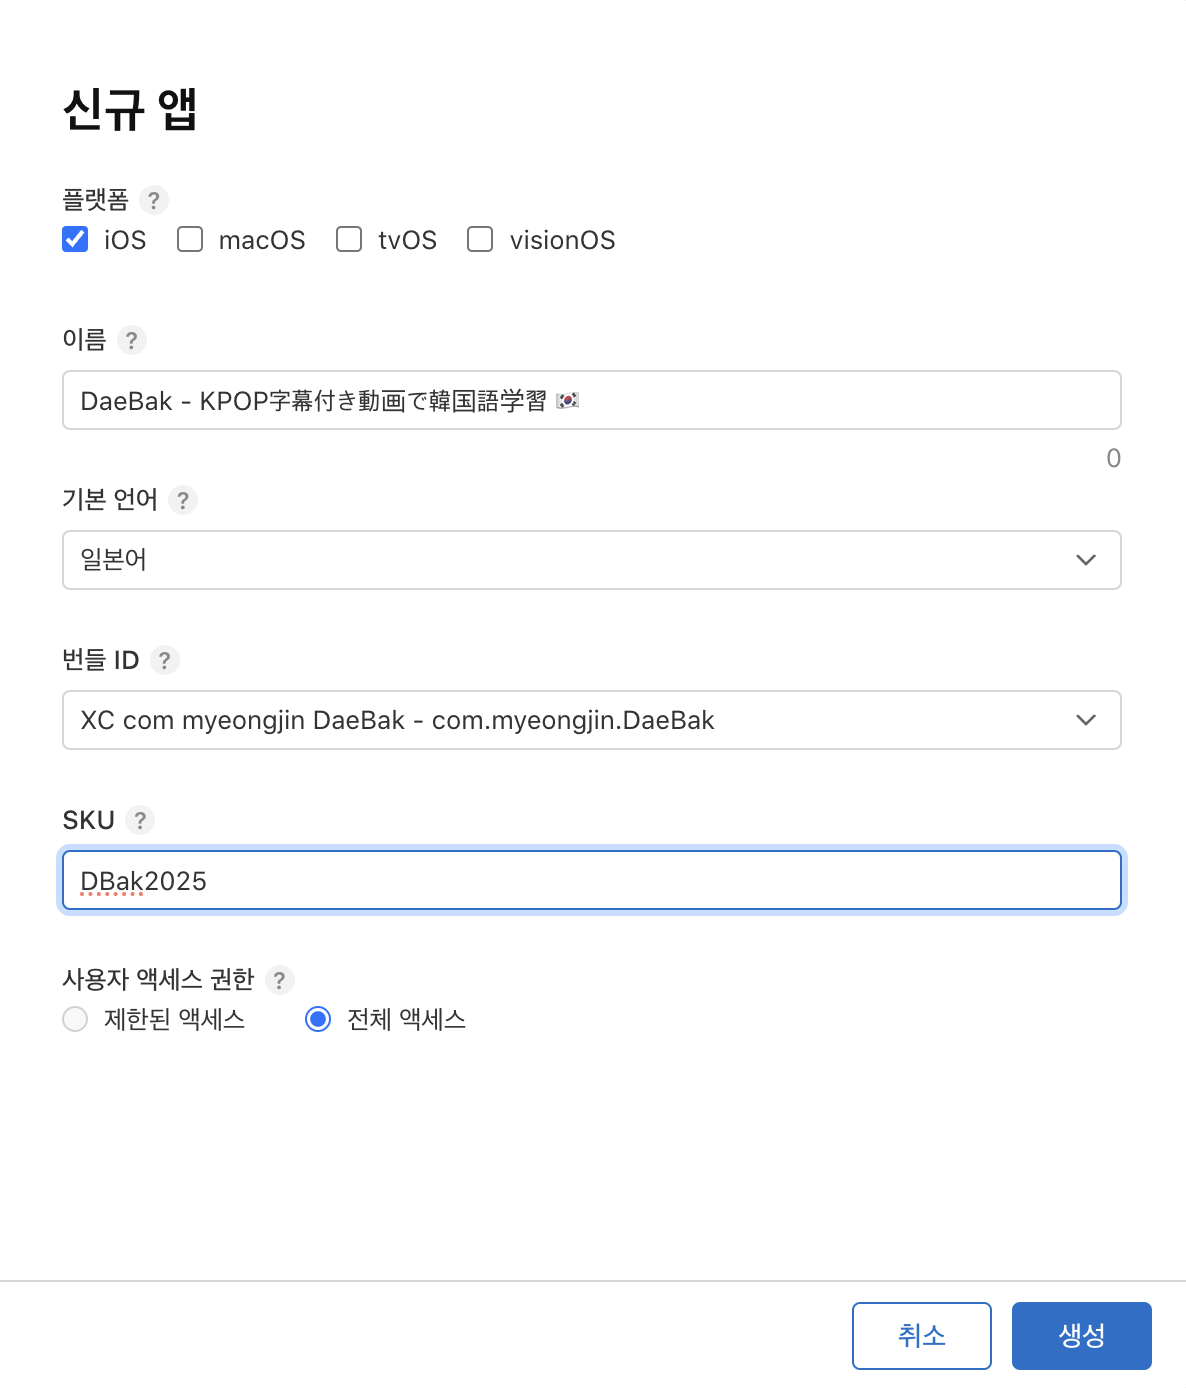 신규 앱
플랫폼 ?
iOS macOS tvOS visionOS
이름 ?
DaeBak - KPOP字幕付き動画で韓国語学習 🇰🇷
0
기본 언어 ?
일본어
번들 ID ?
XC com myeongjin DaeBak - com.myeongjin.DaeBak
SKU ?
DBak2025
사용자 액세스 권한 ?
제한된 액세스 전체 액세스
취소 생성